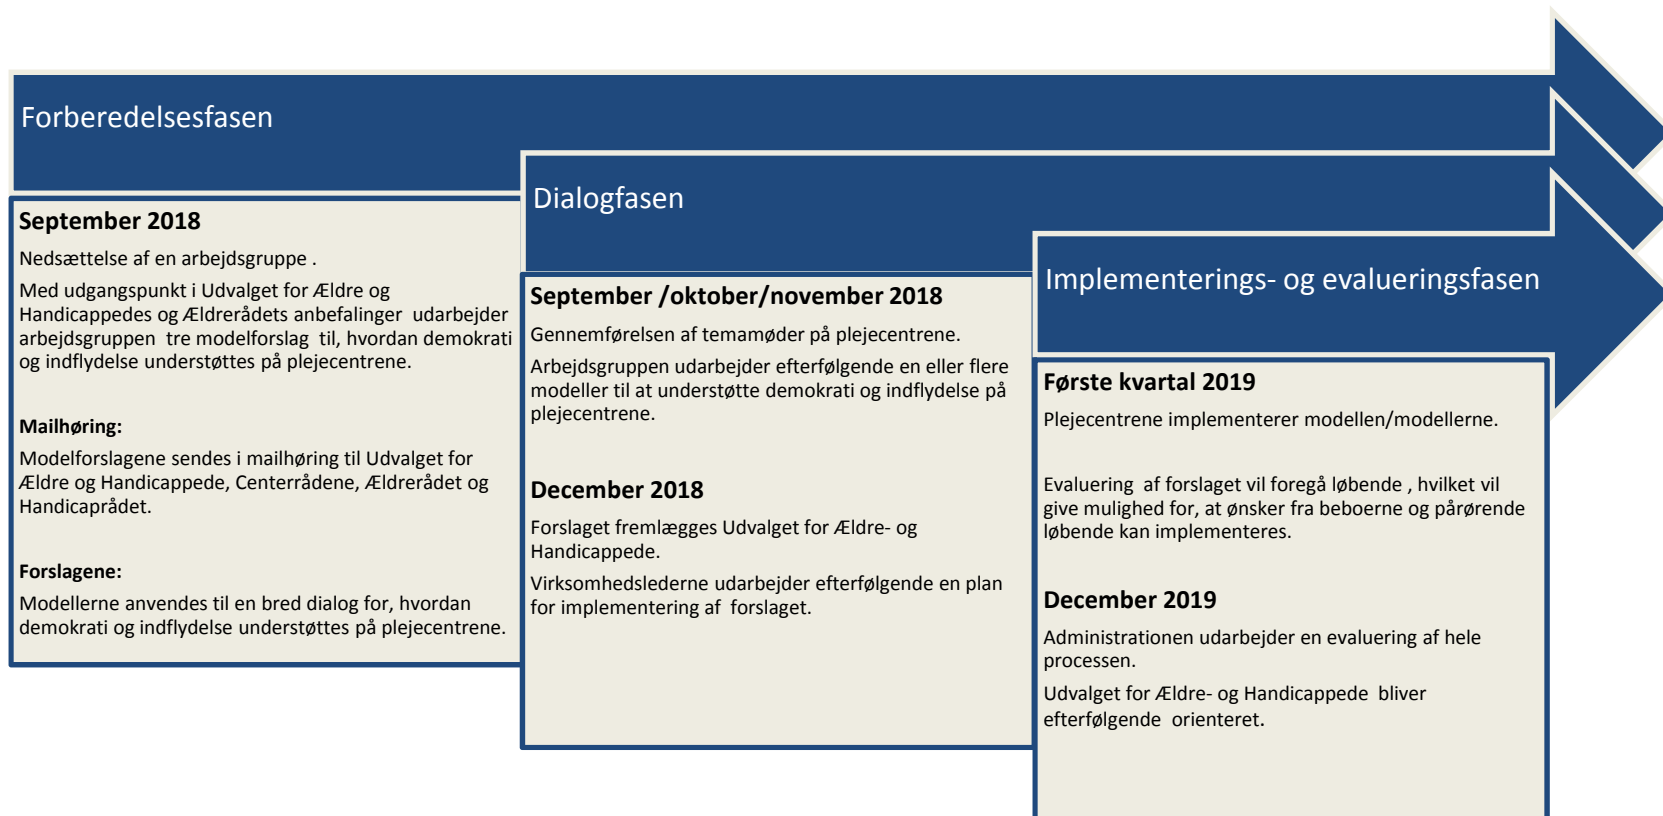 Forberedelsesfasen
September 2018
Nedsættelse af en arbejdsgruppe .
Med udgangspunkt i Udvalget for Ældre og
Handicappedes og Ældrerådets anbefalinger udarbejder
arbejdsgruppen tre modelforslag til, hvordan demokrati
og indflydelse understøttes på plejecentrene.
Mailhøring:
Modelforslagene sendes i mailhøring til Udvalget for
Ældre og Handicappede, Centerrådene, Ældrerådet og
Handicaprådet.
Forslagene:
Modellerne anvendes til en bred dialog for, hvordan
demokrati og indflydelse understøttes på plejecentrene.
Dialogfasen
September /oktober/november 2018
Gennemførelsen af temamøder på plejecentrene.
Arbejdsgruppen udarbejder efterfølgende en eller flere
modeller til at understøtte demokrati og indflydelse på
plejecentrene.
December 2018
Forslaget fremlægges Udvalget for Ældre- og
Handicappede.
Virksomhedslederne udarbejder efterfølgende en plan
for implementering af forslaget.
Implementerings- og evalueringsfasen
Første kvartal 2019
Plejecentrene implementerer modellen/modellerne.
Evaluering af forslaget vil foregå løbende , hvilket vil
give mulighed for, at ønsker fra beboerne og pårørende
løbende kan implementeres.
December 2019
Administrationen udarbejder en evaluering af hele
processen.
Udvalget for Ældre- og Handicappede bliver
efterfølgende orienteret.